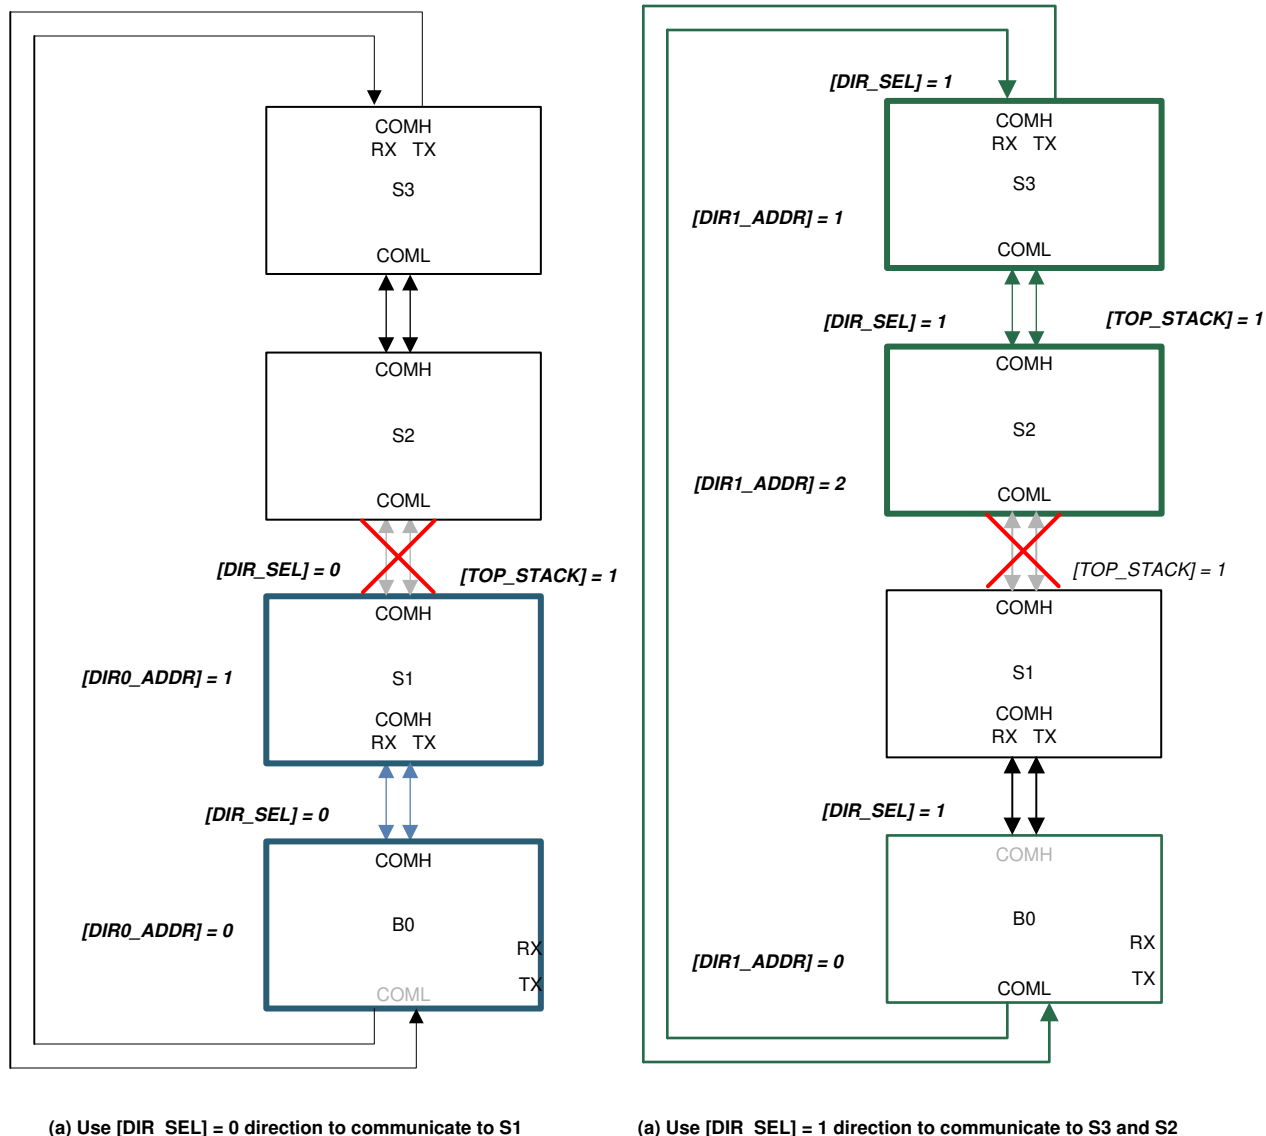 COMH
RX TX
S3
COML
COMH
S2
COML
[DIR_SEL] = 0
[TOP_STACK] = 1
COMH
[DIR0_ADDR] = 1
S1
COMH
RX TX
[DIR_SEL] = 0
COMH
B0
[DIR0_ADDR] = 0
RX
TX
COML
(a) Use [DIR_SEL] = 0 direction to communicate to S1
[DIR_SEL] = 1
COMH
RX TX
S3
[DIR1_ADDR] = 1
COML
[DIR_SEL] = 1
[TOP_STACK] = 1
COMH
S2
[DIR1_ADDR] = 2
COML
[TOP_STACK] = 1
COMH
S1
COMH
RX TX
[DIR_SEL] = 1
COMH
B0
RX
[DIR1_ADDR] = 0
TX
COML
(a) Use [DIR_SEL] = 1 direction to communicate to S3 and S2